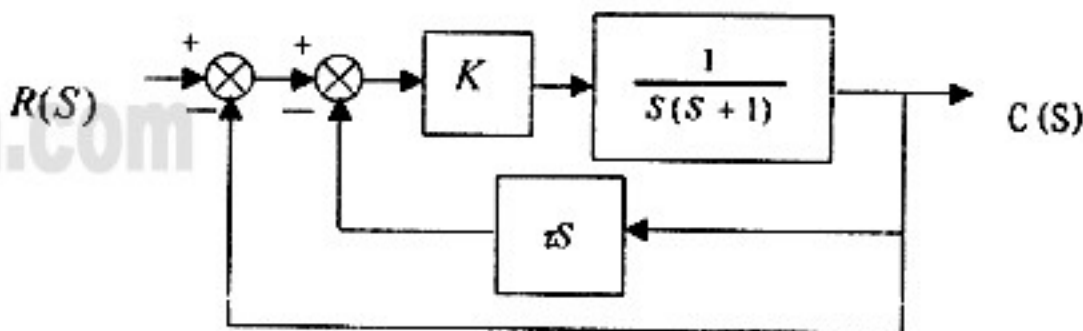 + +
R(S) − − K 1
S(S + 1) C(S)
.com
τS